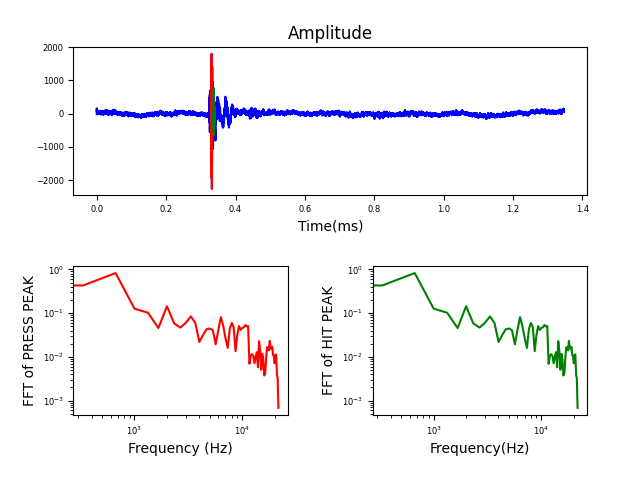 Amplitude
2000
1000
0
−1000
−2000
0.0 0.2 0.4 0.6 0.8 1.0 1.2 1.4
Time(ms)
FFT of PRESS PEAK
10⁰
10⁻¹
10⁻²
10⁻³
10³ 10⁴
Frequency (Hz)
FFT of HIT PEAK
10⁰
10⁻¹
10⁻²
10⁻³
10³ 10⁴
Frequency(Hz)